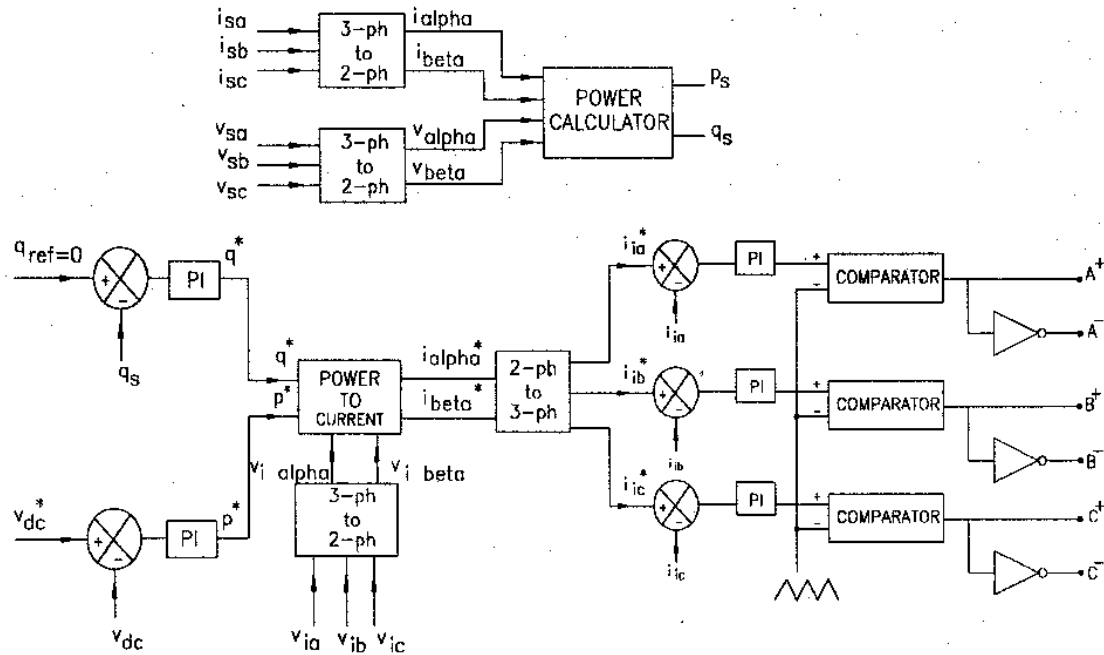 i_sa
i_sb
i_sc
3-ph
to
2-ph
i_alpha
i_beta
v_sa
v_sb
v_sc
3-ph
to
2-ph
v_alpha
v_beta
POWER
CALCULATOR
p_s
q_s
q_ref=0
+
-
q_s
PI
q*
q*
p*
POWER
TO
CURRENT
i_alpha*
i_beta*
2-ph
to
3-ph
v_dc*
+
-
v_dc
PI
p*
v_i alpha
v_i beta
3-ph
to
2-ph
v_ia
v_ib
v_ic
i_ia*
+
-
i_ia
PI
+
-
COMPARATOR
A+
A-
i_ib*
+
-
i_ib
PI
+
-
COMPARATOR
B+
B-
i_ic*
+
-
i_ic
PI
+
-
COMPARATOR
C+
C-